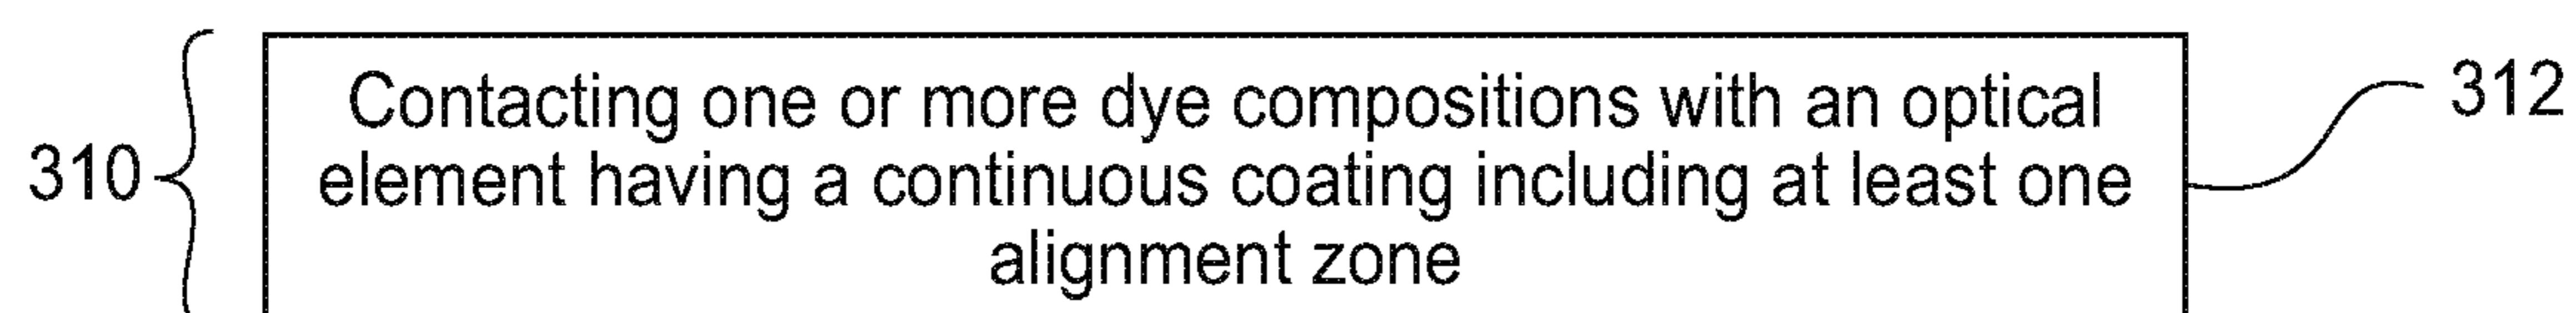 Contacting one or more dye compositions with an optical
312
310
element having a continuous coating including at least one
alignment zone